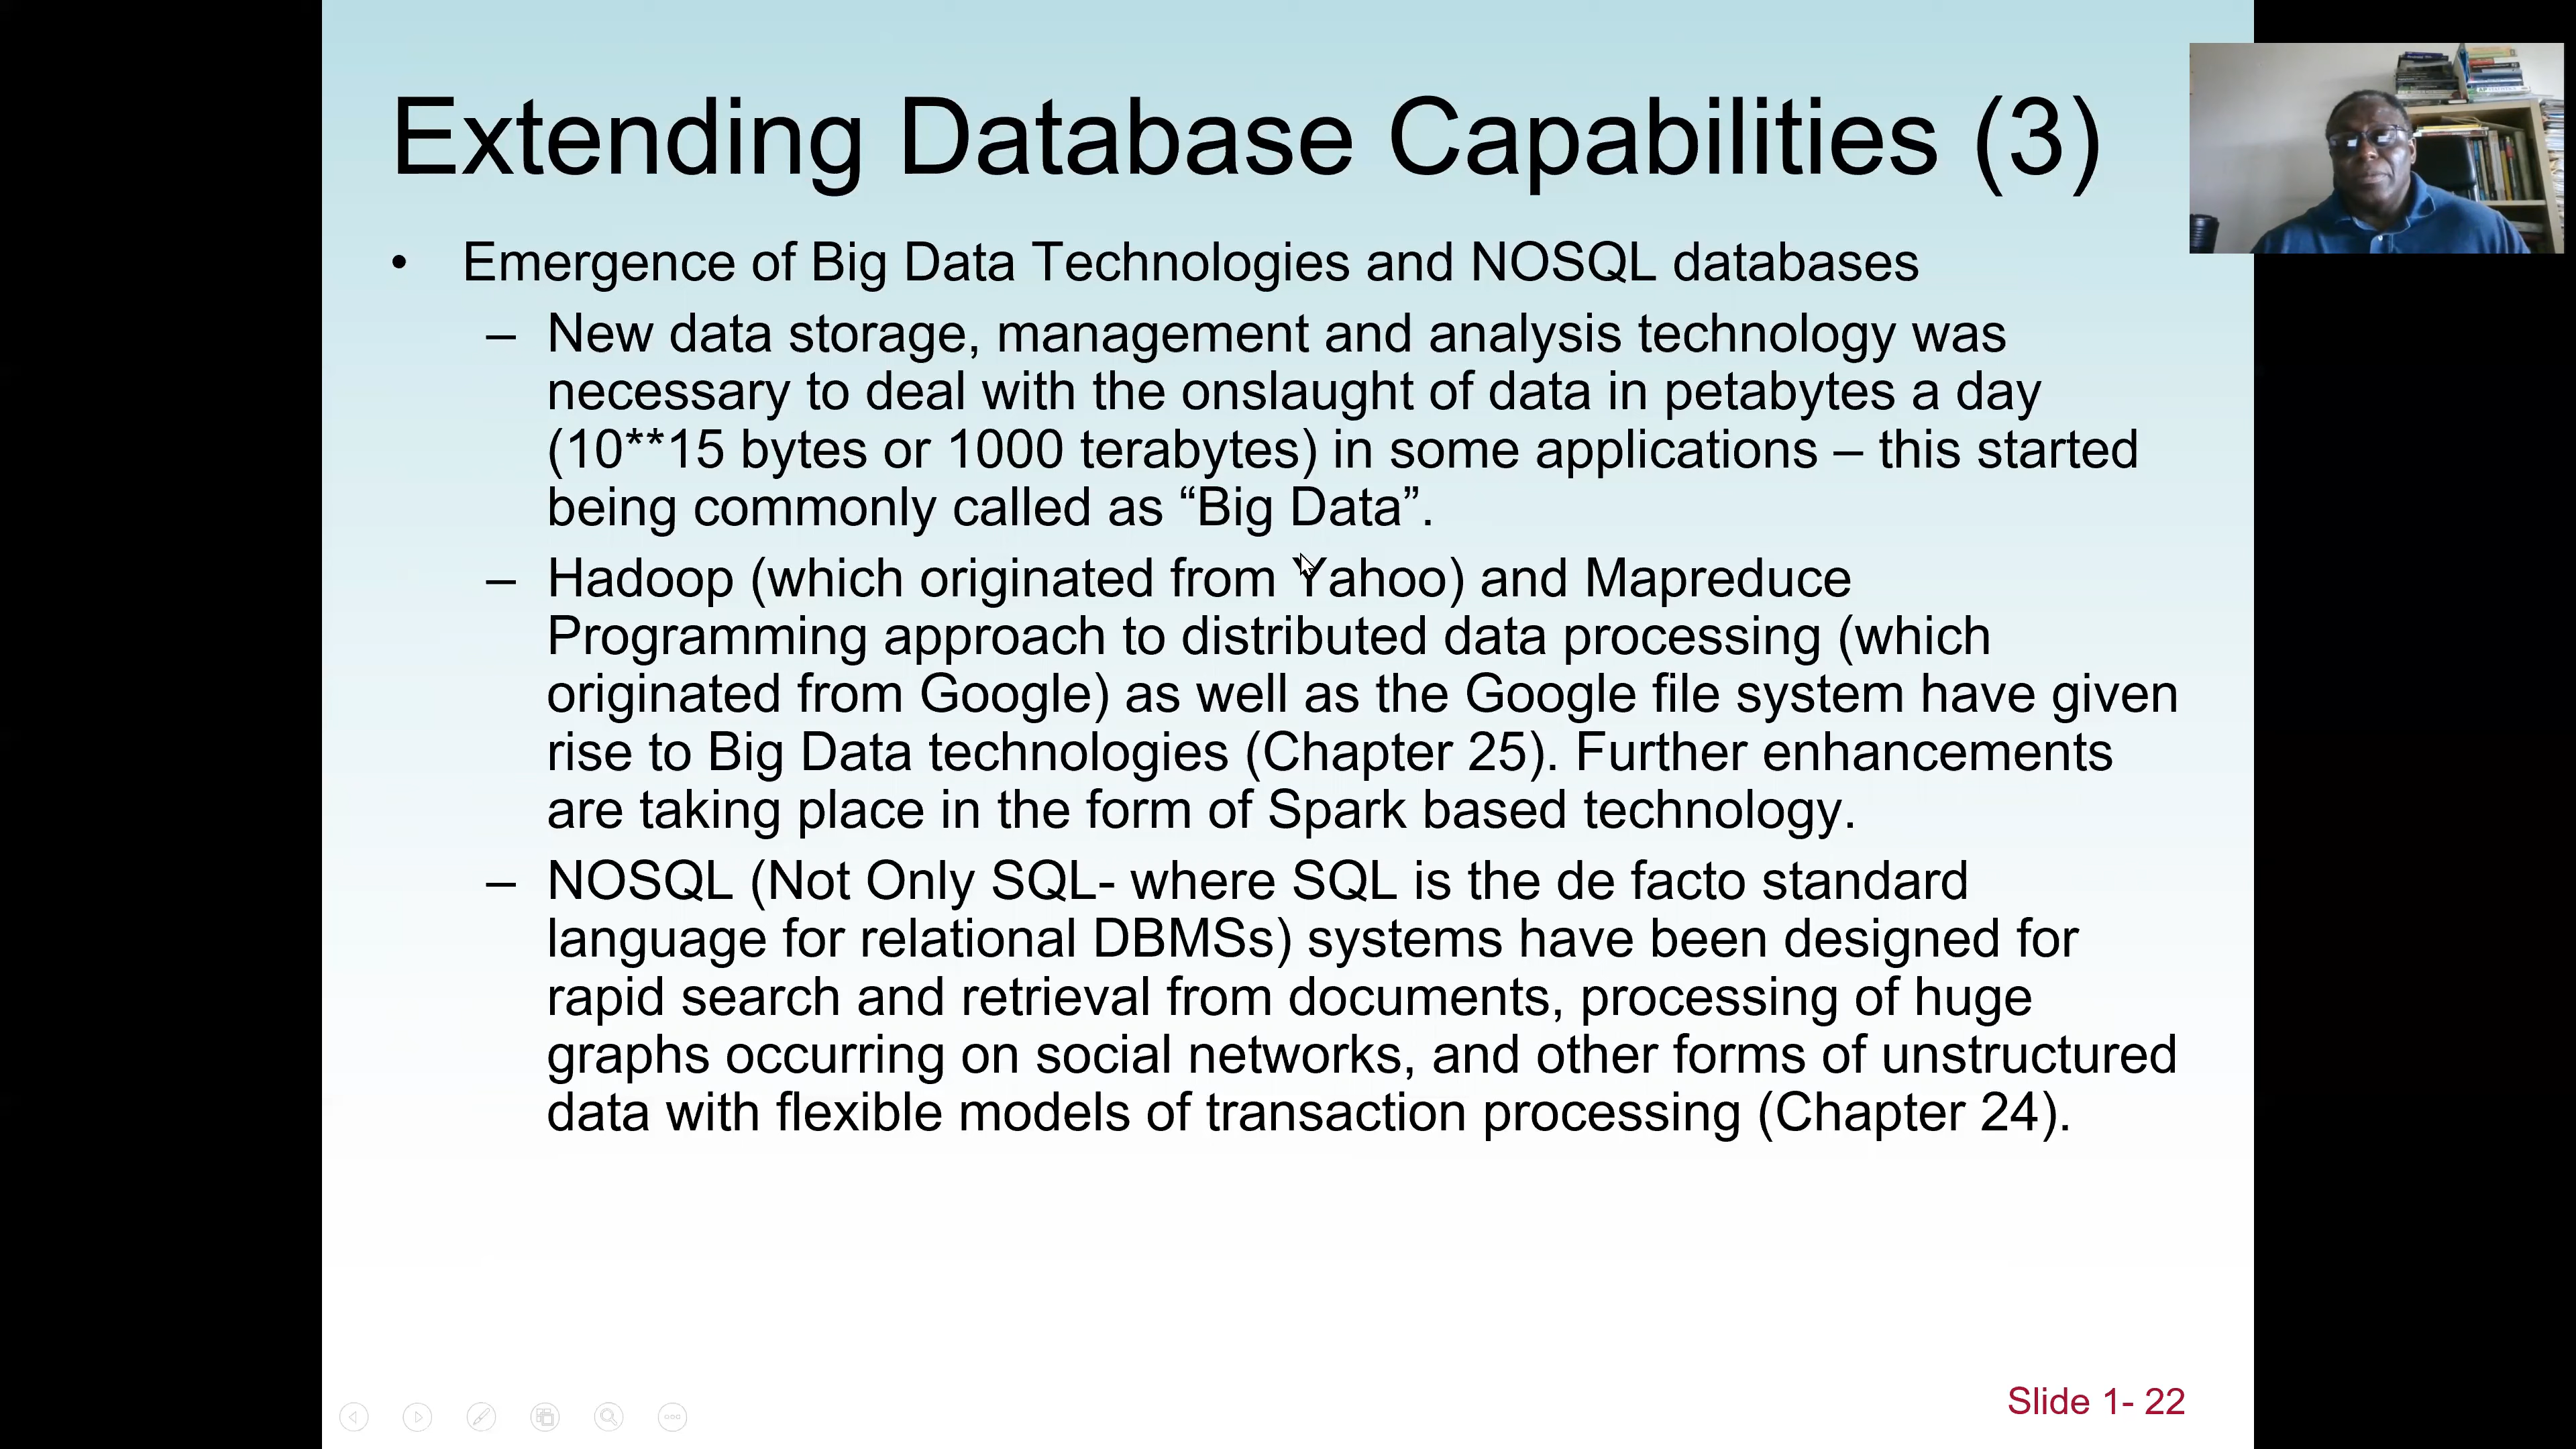 Extending Database Capabilities (3)
• Emergence of Big Data Technologies and NOSQL databases
– New data storage, management and analysis technology was
necessary to deal with the onslaught of data in petabytes a day
(10**15 bytes or 1000 terabytes) in some applications – this started
being commonly called as “Big Data”.
– Hadoop (which originated from Yahoo) and Mapreduce
Programming approach to distributed data processing (which
originated from Google) as well as the Google file system have given
rise to Big Data technologies (Chapter 25). Further enhancements
are taking place in the form of Spark based technology.
– NOSQL (Not Only SQL- where SQL is the de facto standard
language for relational DBMSs) systems have been designed for
rapid search and retrieval from documents, processing of huge
graphs occurring on social networks, and other forms of unstructured
data with flexible models of transaction processing (Chapter 24).
Slide 1- 22